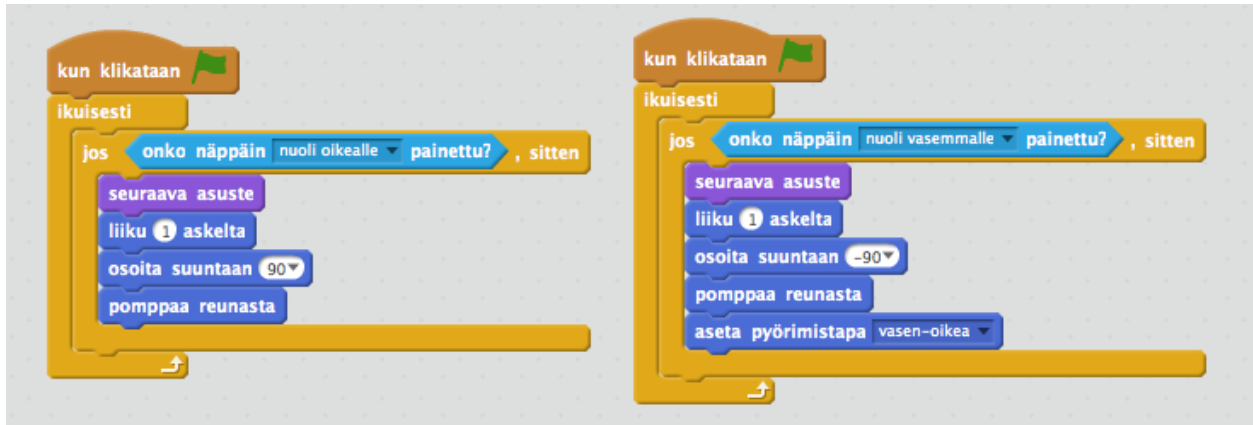 kun klikataan
ikuisesti
jos onko näppäin nuoli oikealle painettu? , sitten
seuraava asuste
liiku 1 askelta
osoita suuntaan 90
pomppaa reunasta
kun klikataan
ikuisesti
jos onko näppäin nuoli vasemmalle painettu? , sitten
seuraava asuste
liiku 1 askelta
osoita suuntaan -90
pomppaa reunasta
aseta pyörimistapa vasen-oikea